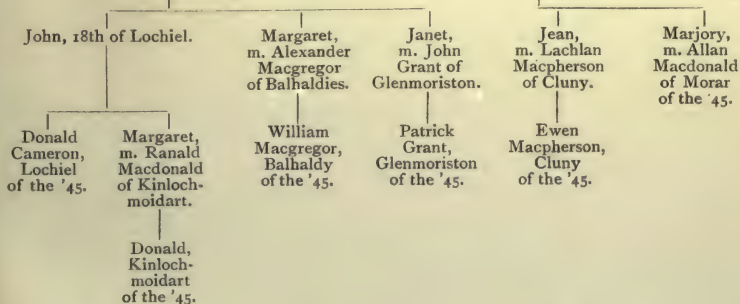 John, 18th of Lochiel.
Margaret,
m. Alexander
Macgregor
of Balhaldies.
Janet,
m. John
Grant of
Glenmoriston.
Jean,
m. Lachlan
Macpherson
of Cluny.
Marjory,
m. Allan
Macdonald
of Morar
of the '45.
Donald
Cameron,
Lochiel
of the '45.
Margaret,
m. Ranald
Macdonald
of Kinloch-
moidart.
William
Macgregor,
Balhaldy
of the '45.
Patrick
Grant,
Glenmoriston
of the '45.
Ewen
Macpherson,
Cluny
of the '45.
Donald,
Kinloch-
moidart
of the '45.